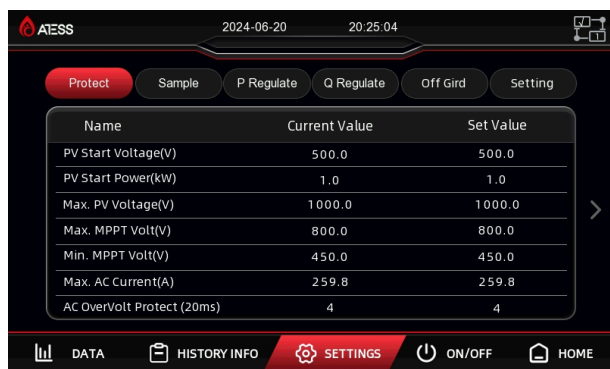 ATESS 2024-06-20 20:25:04
1
Protect Sample P Regulate Q Regulate Off Gird Setting
Name Current Value Set Value
PV Start Voltage(V) 500.0 500.0
PV Start Power(kW) 1.0 1.0
Max. PV Voltage(V) 1000.0 1000.0
Max. MPPT Volt(V) 800.0 800.0
Min. MPPT Volt(V) 450.0 450.0
Max. AC Current(A) 259.8 259.8
AC OverVolt Protect (20ms) 4 4
DATA HISTORY INFO SETTINGS ON/OFF HOME